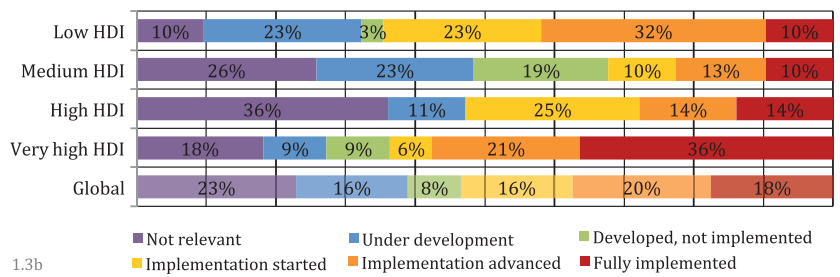 Low HDI 10% 23% 3% 23% 32% 10%
Medium HDI 26% 23% 19% 10% 13% 10%
High HDI 36% 11% 25% 14% 14%
Very high HDI 18% 9% 9% 6% 21% 36%
Global 23% 16% 8% 16% 20% 18%
Not relevant Under development Developed, not implemented
1.3b Implementation started Implementation advanced Fully implemented